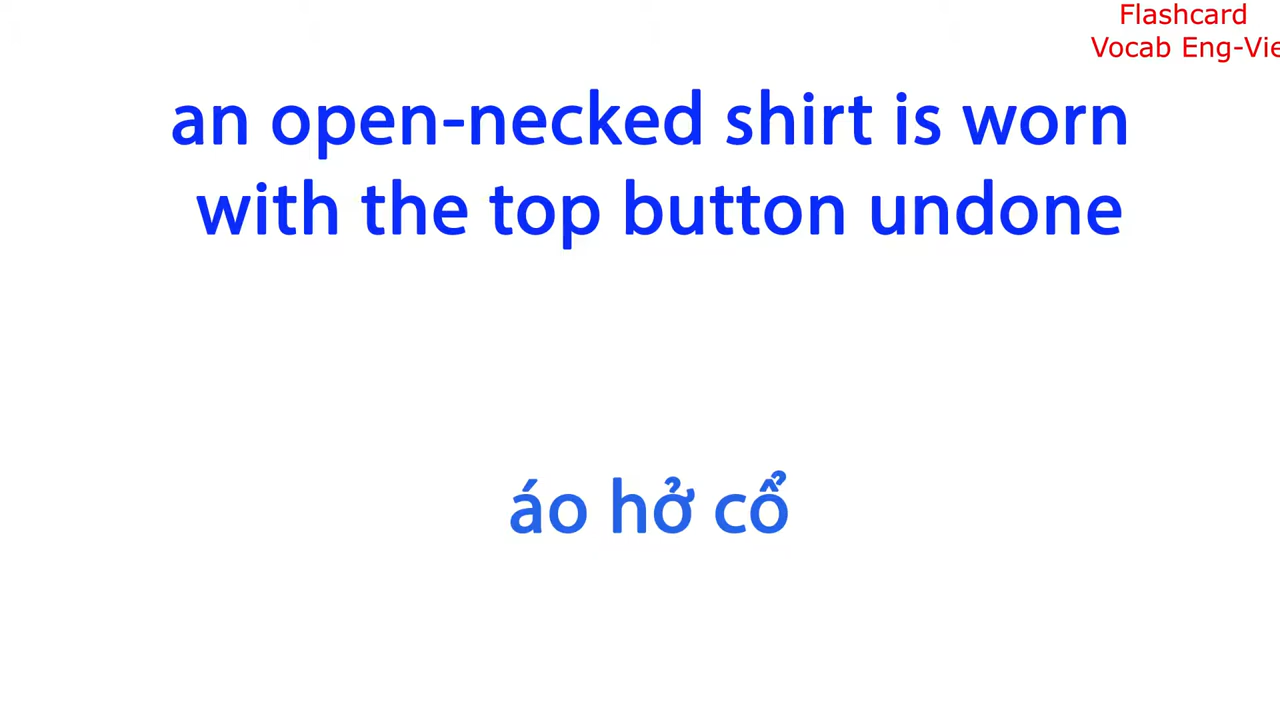 Flashcard
Vocab Eng-Vie
an open-necked shirt is worn
with the top button undone
áo hở cổ